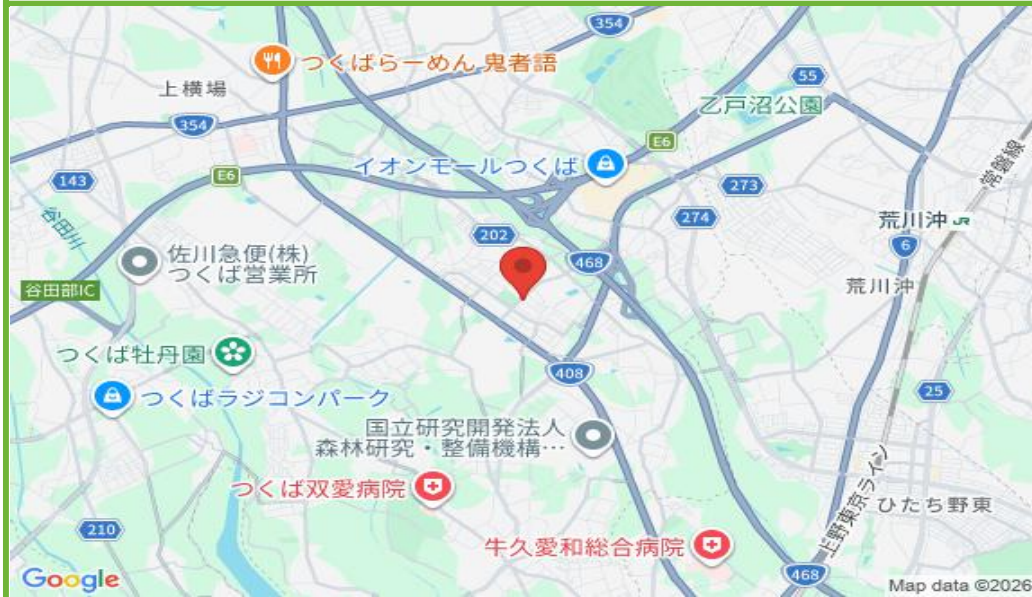 354
つくばらーめん 鬼者語
上横場
55
乙戸沼公園
354
E6
常磐線
イオンモールつくば
143
E6
273
谷田川
274
荒川沖 JR
202
6
佐川急便(株)
つくば営業所
468
谷田部IC
荒川沖
つくば牡丹園
408
25
つくばラジコンパーク
国立研究開発法人
森林研究・整備機構…
つくば双愛病院
上野東京ライン
ひたち野東
210
牛久愛和総合病院
468
Google
Map data ©2026